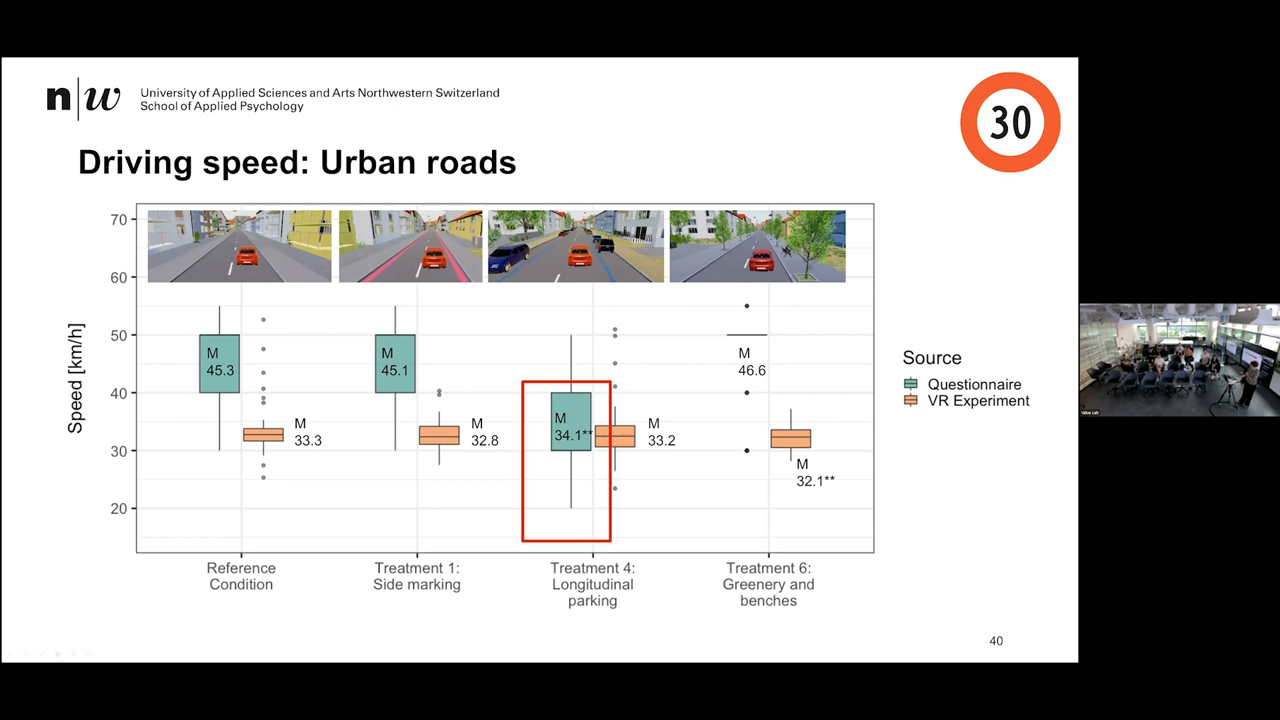 n|w
University of Applied Sciences and Arts Northwestern Switzerland
School of Applied Psychology
30
Driving speed: Urban roads
Speed [km/h]
70
60
50
40
30
20
M
45.3
M
33.3
M
45.1
M
32.8
M
34.1**
M
33.2
M
46.6
M
32.1**
Reference
Condition
Treatment 1:
Side marking
Treatment 4:
Longitudinal
parking
Treatment 6:
Greenery and
benches
Source
Questionnaire
VR Experiment
40
Value Lab